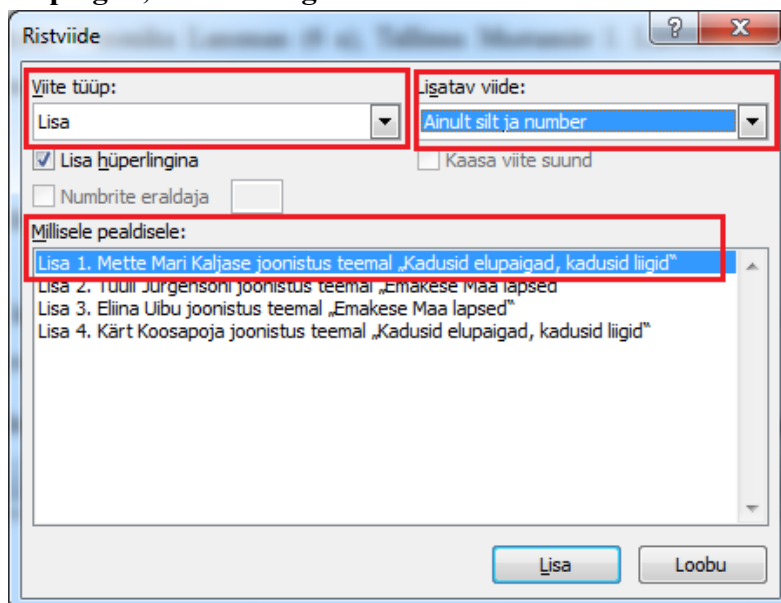 Ristviide
Viite tüüp:
Lisatav viide:
Lisa
Ainult silt ja number
Lisa hüperlingina
Kaasa viite suund
Numbrite eraldaja
Millisele pealdisele:
Lisa 1. Mette Mari Kaljase joonistus teemal „Kadusid elupaigad, kadusid liigid“
Lisa 2. Tuuli Jürgensoni joonistus teemal „Emakese Maa lapsed“
Lisa 3. Eliina Uibu joonistus teemal „Emakese Maa lapsed“
Lisa 4. Kärt Koosapoja joonistus teemal „Kadusid elupaigad, kadusid liigid“
Lisa
Loobu